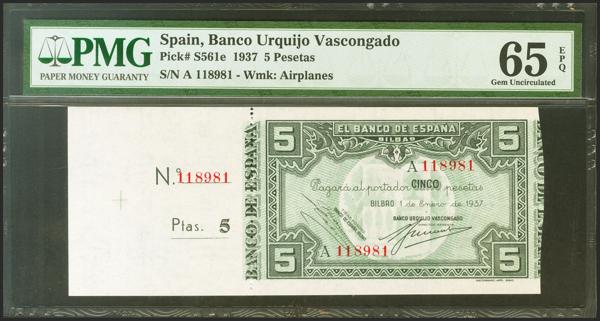 PMG
PAPER MONEY GUARANTY
Spain, Banco Urquijo Vascongado
Pick# S561e 1937 5 Pesetas
S/N A 118981 - Wmk: Airplanes
65 EPQ
Gem Uncirculated
N.º 118981
Ptas. 5
BANCO DE ESPAÑA
5
5
EL BANCO DE ESPAÑA
BILBAO
A 118981
Pagará al portador pesetas
CINCO
BILBAO 1 de Enero de 1937
BANCO URQUIJO VASCONGADO
A 118981
5
5